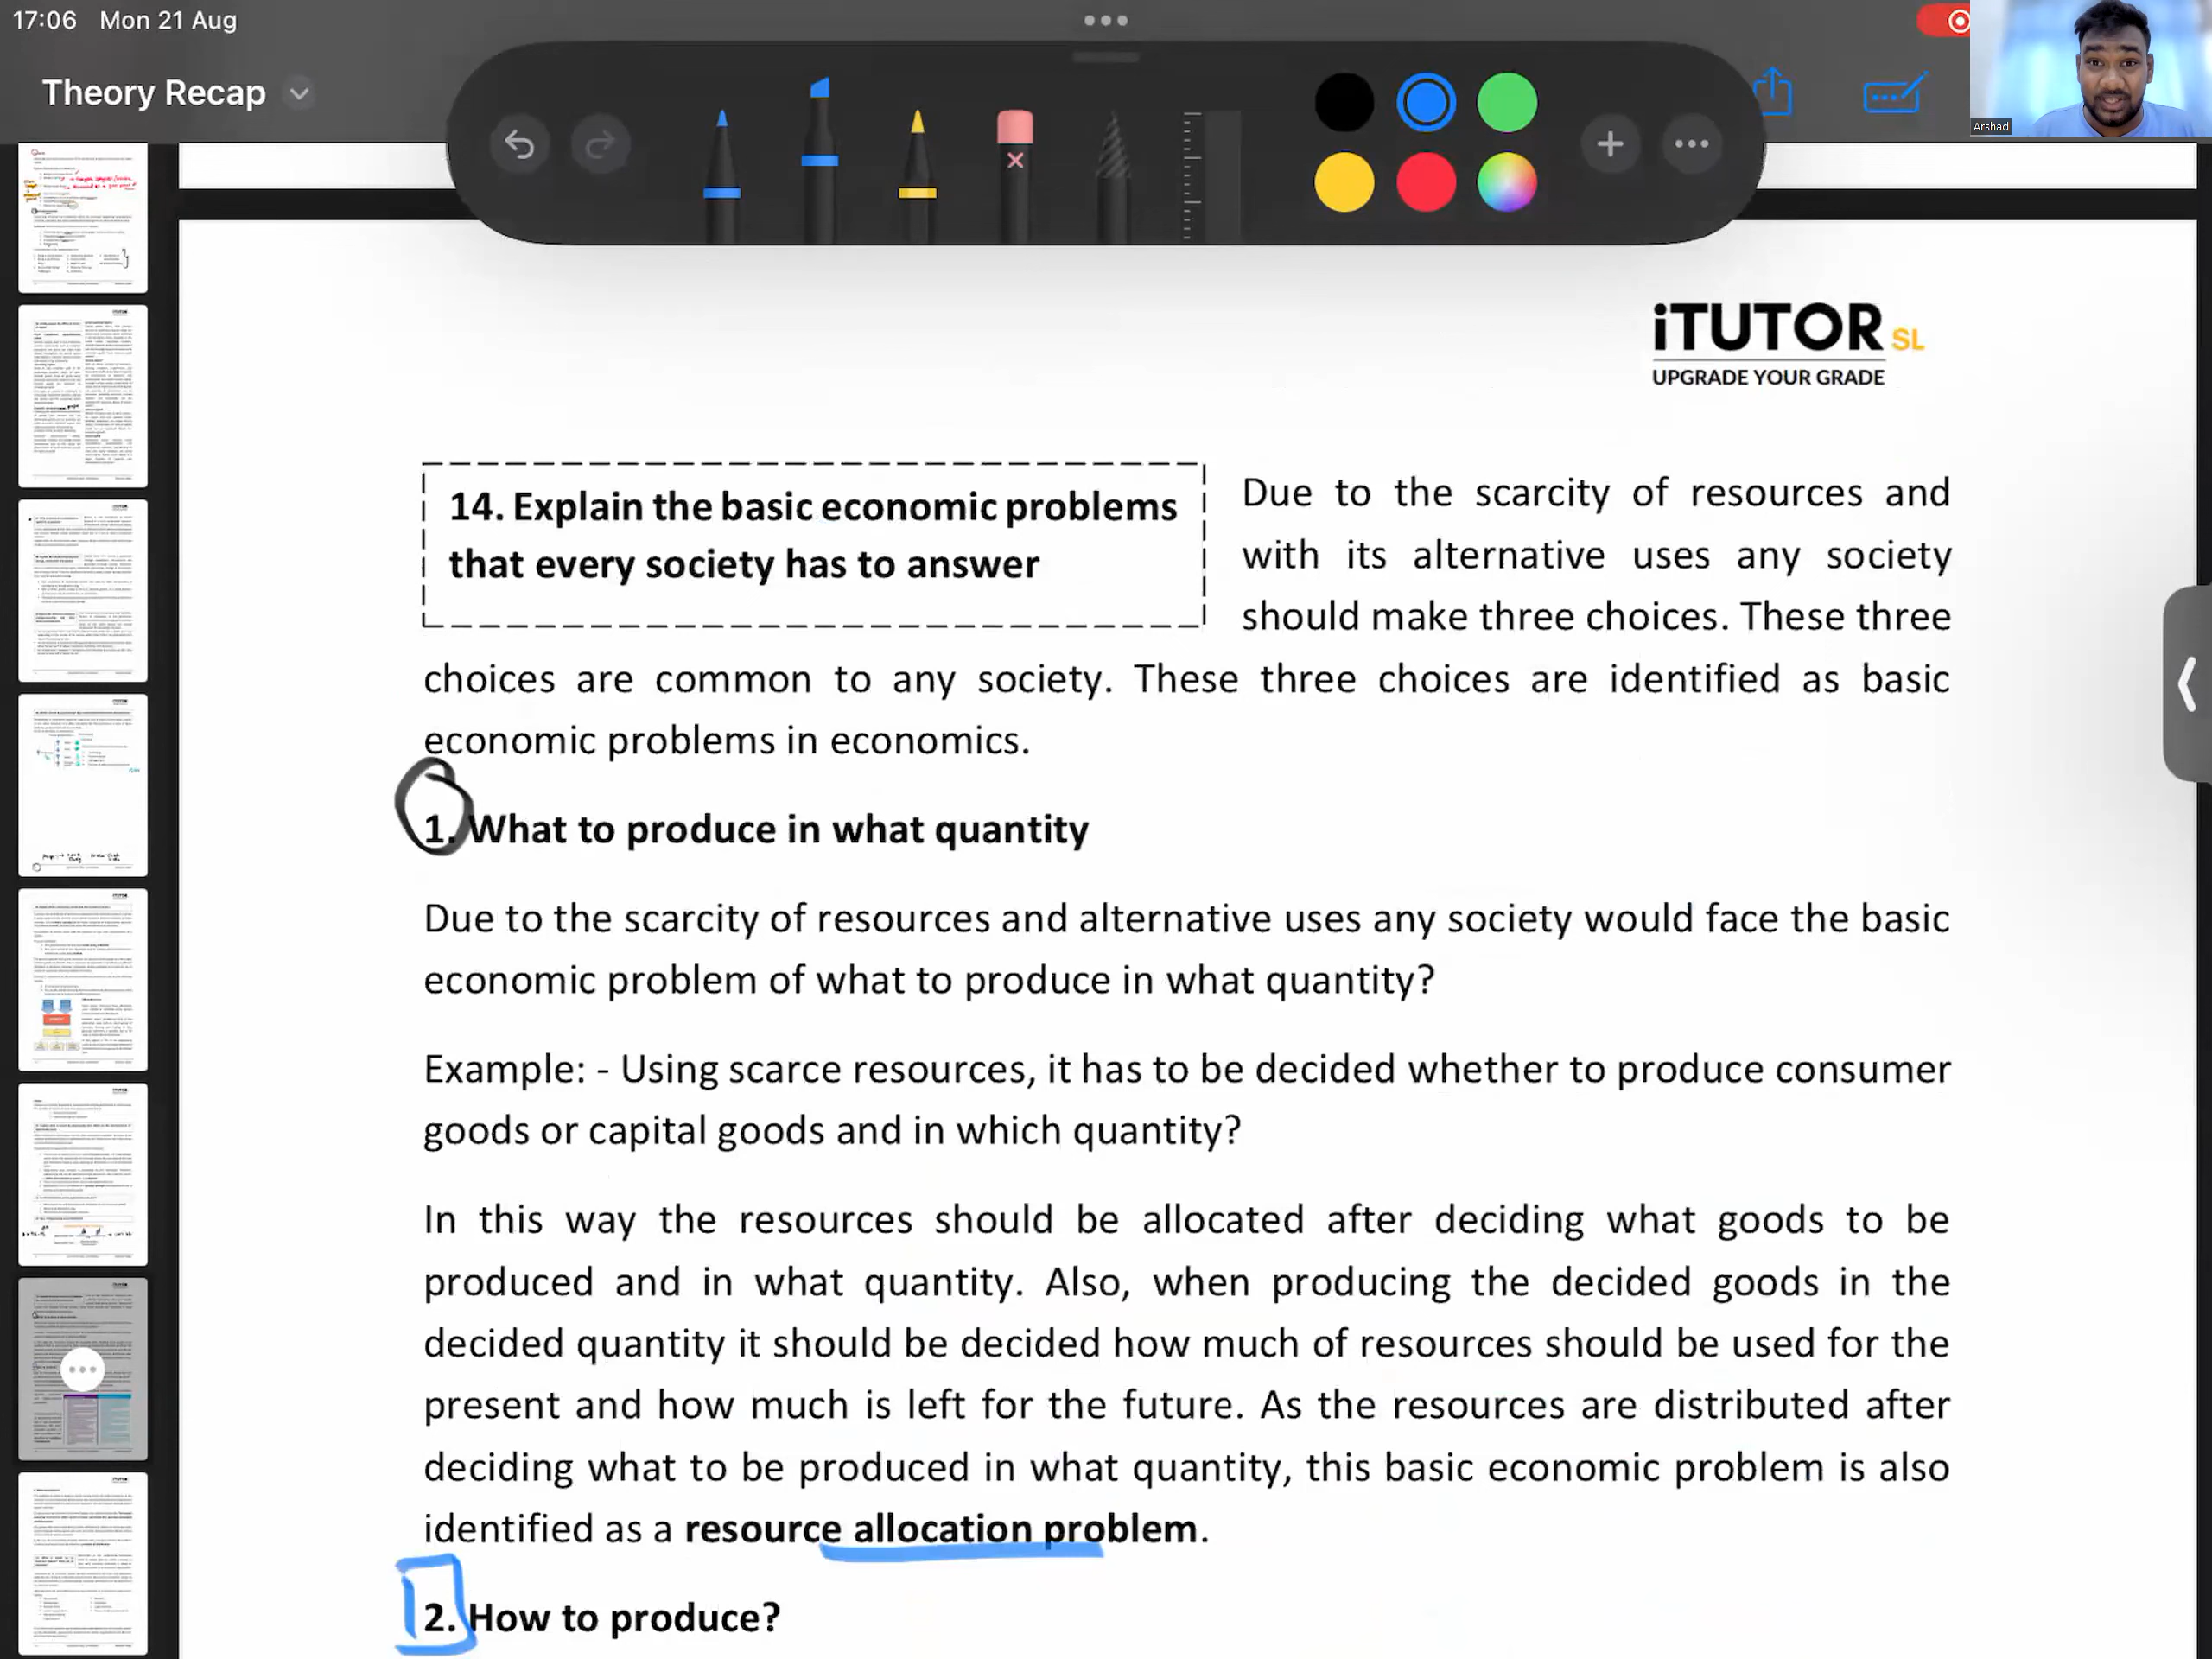 17:06 Mon 21 Aug
Theory Recap
Arshad
iTUTOR SL
UPGRADE YOUR GRADE
14. Explain the basic economic problems
that every society has to answer
Due to the scarcity of resources and
with its alternative uses any society
should make three choices. These three
choices are common to any society. These three choices are identified as basic
economic problems in economics.
1. What to produce in what quantity
Due to the scarcity of resources and alternative uses any society would face the basic
economic problem of what to produce in what quantity?
Example: - Using scarce resources, it has to be decided whether to produce consumer
goods or capital goods and in which quantity?
In this way the resources should be allocated after deciding what goods to be
produced and in what quantity. Also, when producing the decided goods in the
decided quantity it should be decided how much of resources should be used for the
present and how much is left for the future. As the resources are distributed after
deciding what to be produced in what quantity, this basic economic problem is also
identified as a resource allocation problem.
2. How to produce?